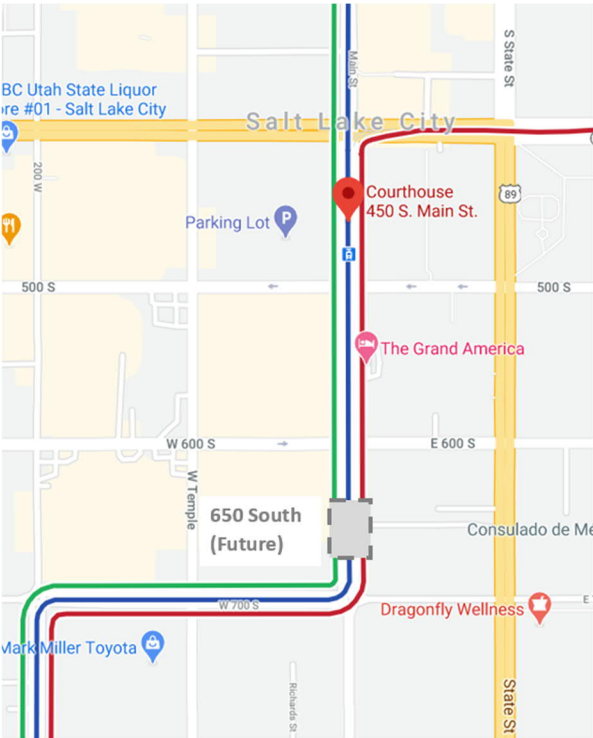 Main St
S State St
BC Utah State Liquor
re #01 - Salt Lake City
Salt Lake City
200 W
Courthouse
450 S. Main St.
89
Parking Lot
P
500 S
500 S
The Grand America
W 600 S
E 600 S
W Temple
650 South
(Future)
Consulado de Mé
W 700 S
Dragonfly Wellness
E
Mark Miller Toyota
Richards St
State St